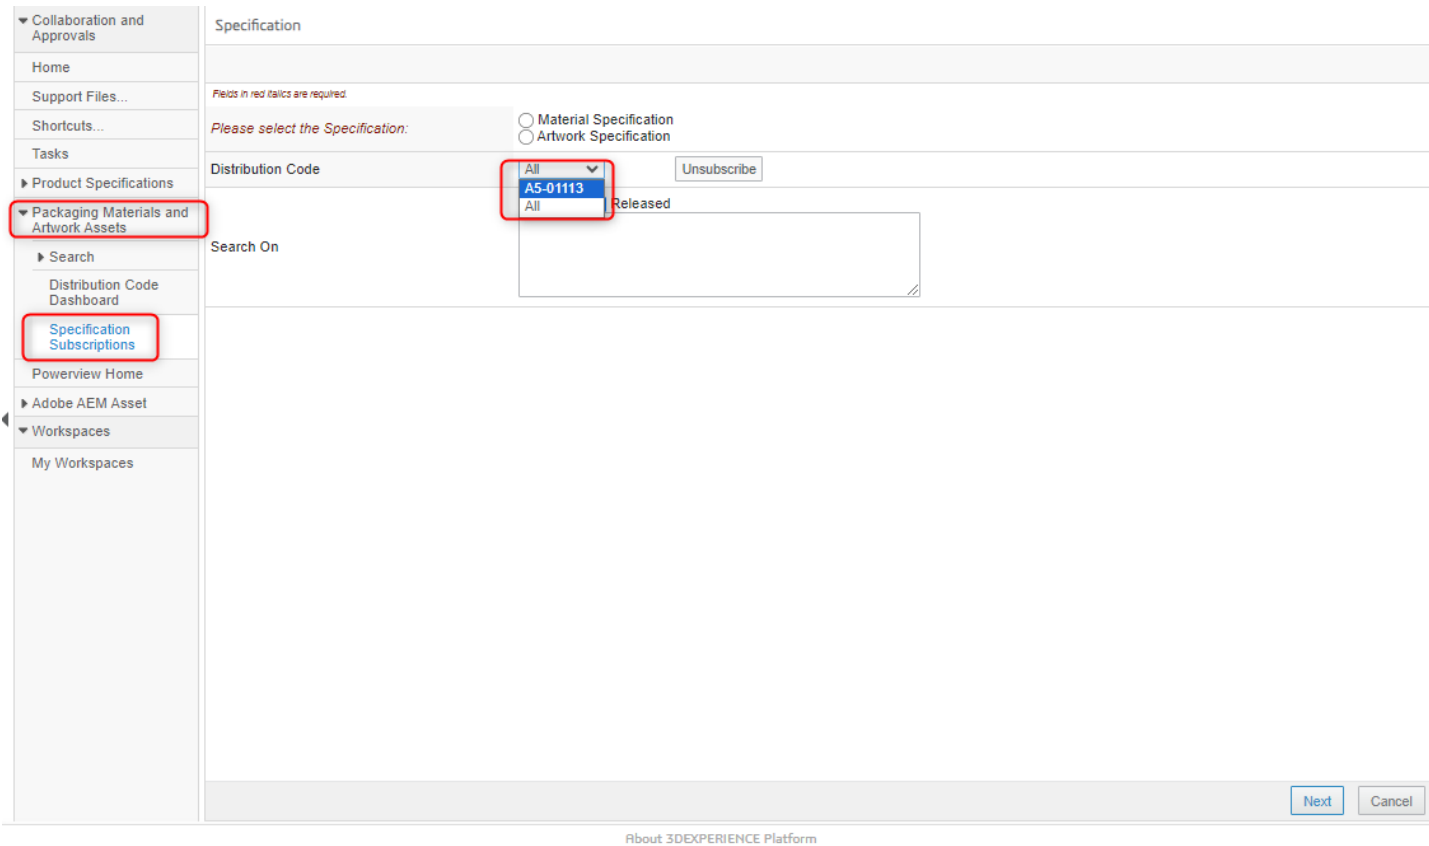 Collaboration and
Approvals
Home
Support Files...
Shortcuts...
Tasks
Product Specifications
Packaging Materials and
Artwork Assets
Search
Distribution Code
Dashboard
Specification
Subscriptions
Powerview Home
Adobe AEM Asset
Workspaces
My Workspaces
Specification
Fields in red italics are required.
Please select the Specification:
Material Specification
Artwork Specification
Distribution Code
All
Unsubscribe
A5-01113
All
Released
Search On
Next
Cancel
About 3DEXPERIENCE Platform